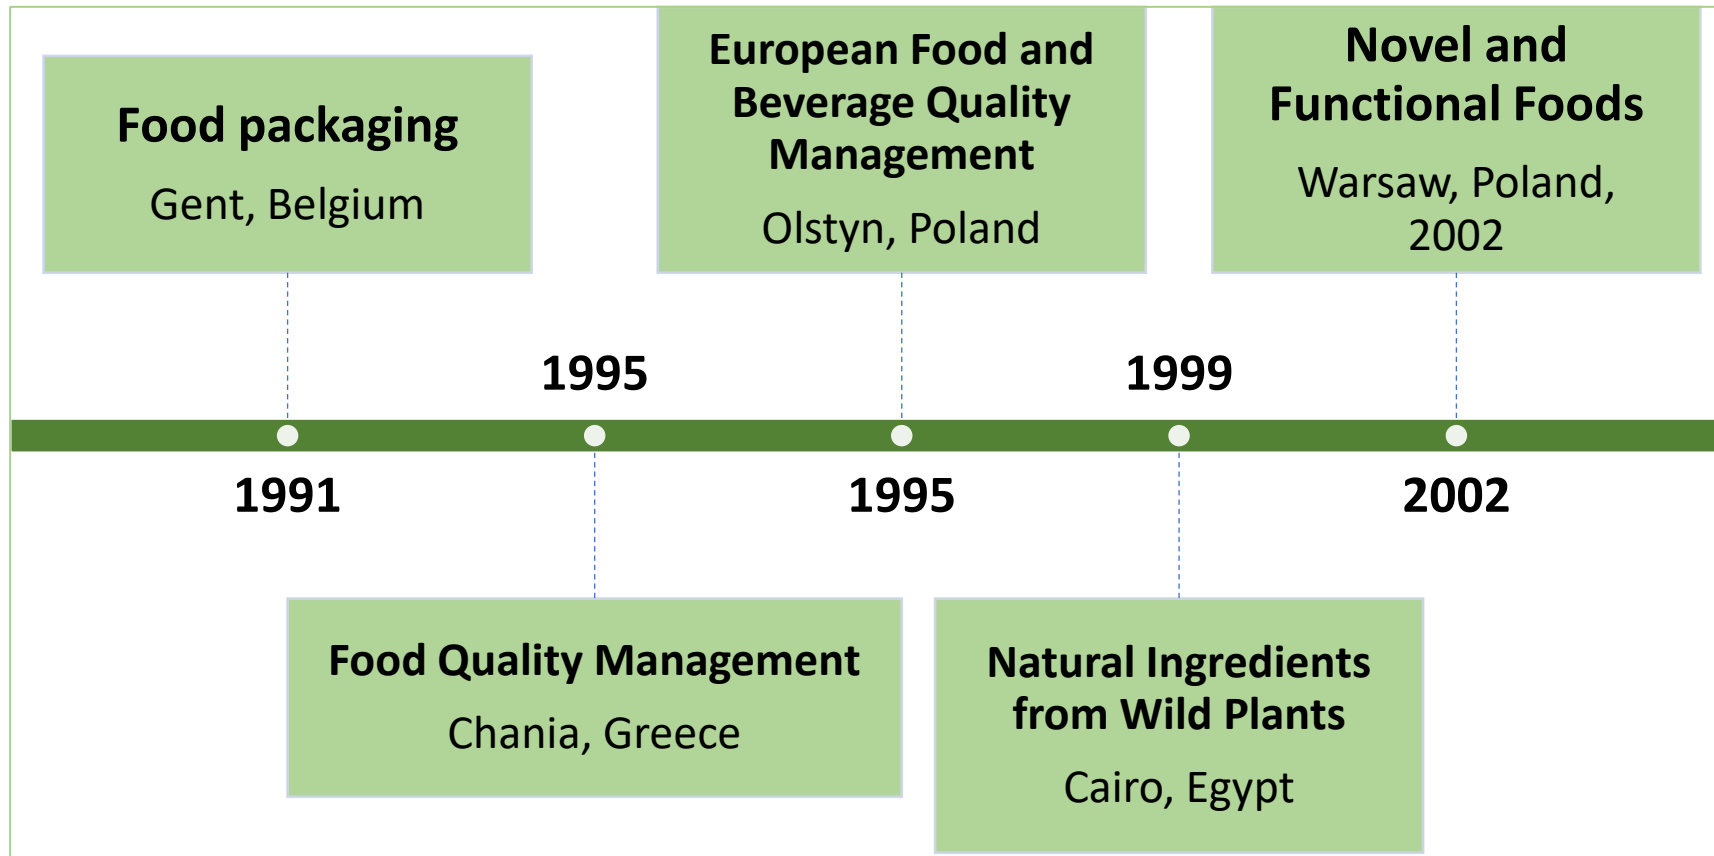 Food packaging
Gent, Belgium
European Food and
Beverage Quality
Management
Olstyn, Poland
Novel and
Functional Foods
Warsaw, Poland,
2002
1995
1999
1991
1995
2002
Food Quality Management
Chania, Greece
Natural Ingredients
from Wild Plants
Cairo, Egypt